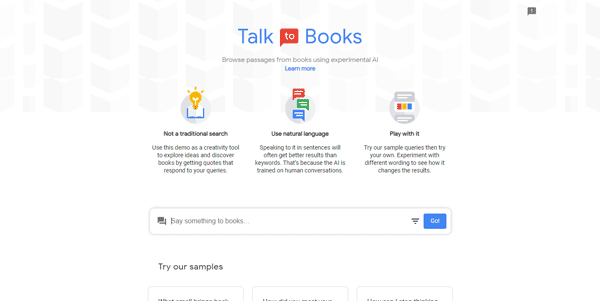 Talk to Books
Browse passages from books using experimental AI
Learn more
Not a traditional search
Use this demo as a creativity tool
to explore ideas and discover
books by getting quotes that
respond to your queries.
Use natural language
Speaking to it in sentences will
often get better results than
keywords. That's because the AI is
trained on human conversations.
Play with it
Try our sample queries then try
your own. Experiment with
different wording to see how it
changes the results.
Say something to books...
Go!
Try our samples
What smell brings back
How did you meet your
How can I stop thinking